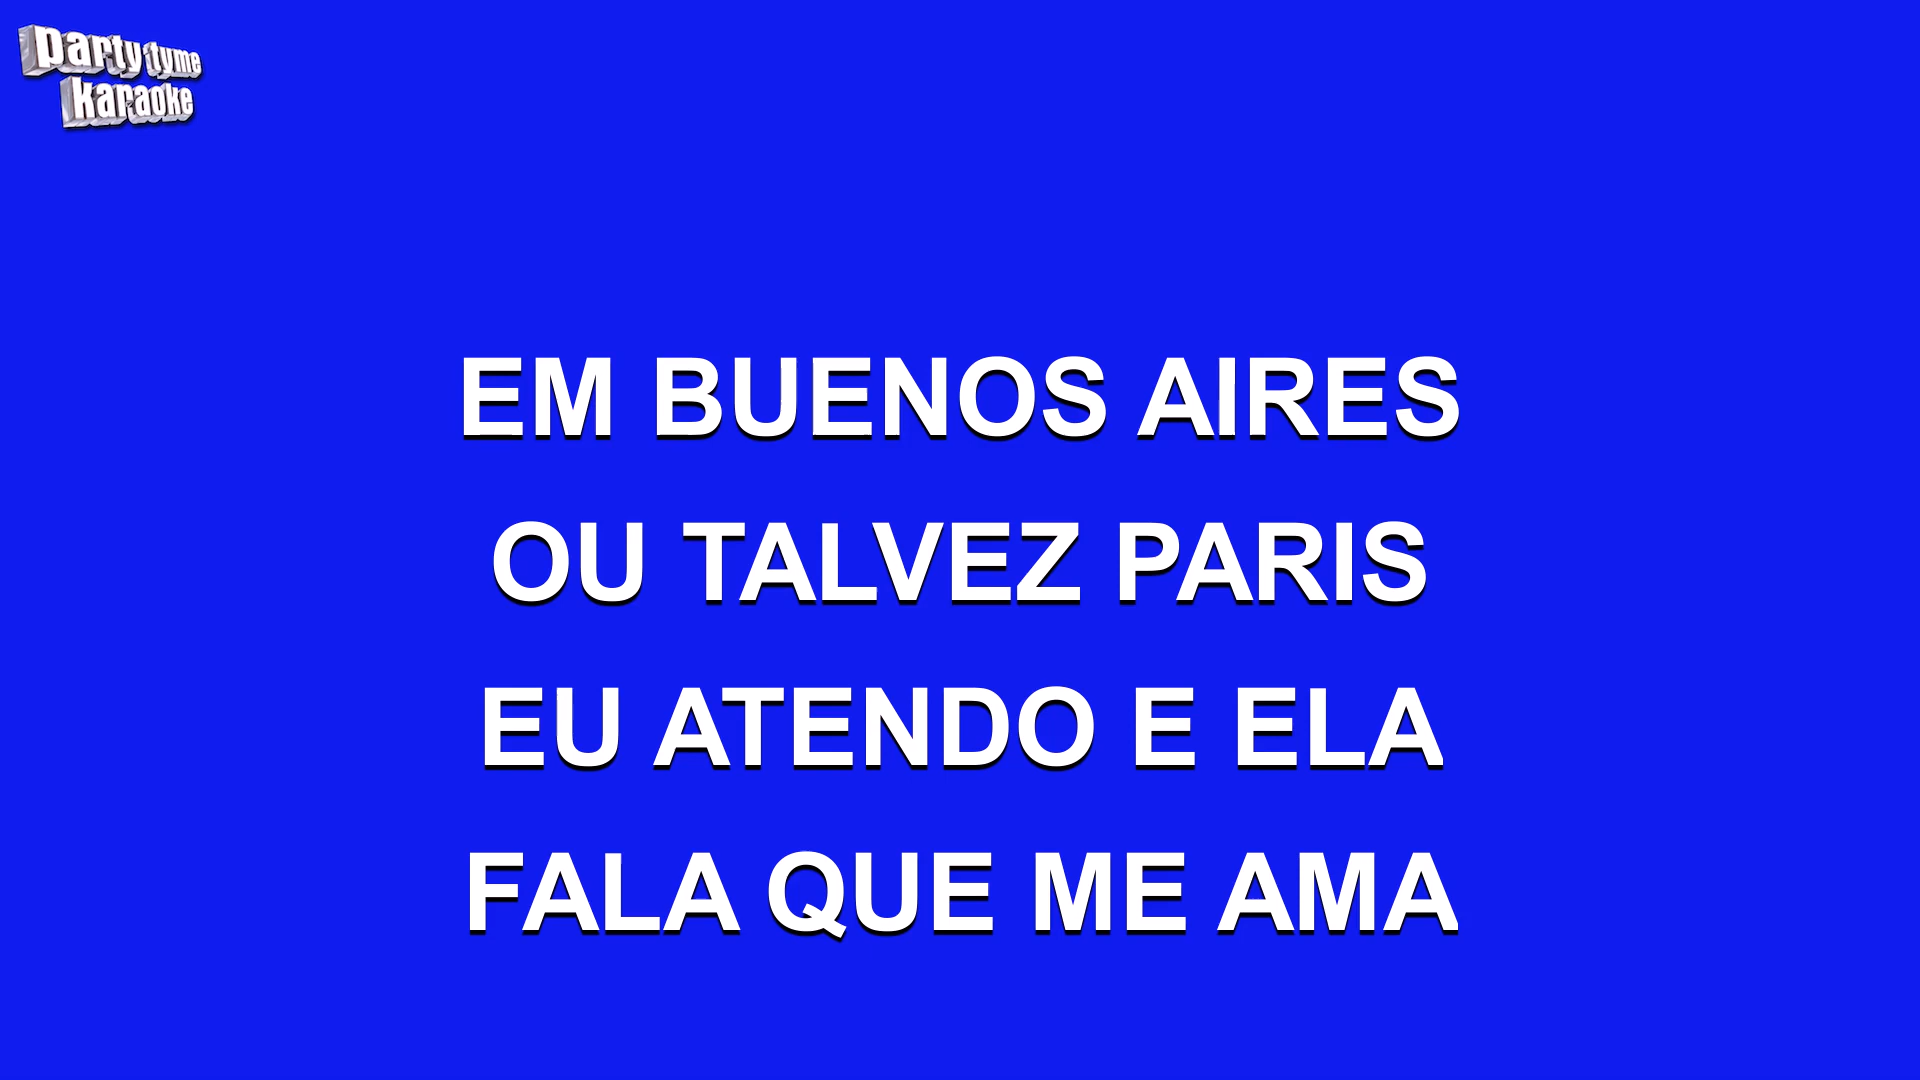 party tyme
karaoke
EM BUENOS AIRES
OU TALVEZ PARIS
EU ATENDO E ELA
FALA QUE ME AMA